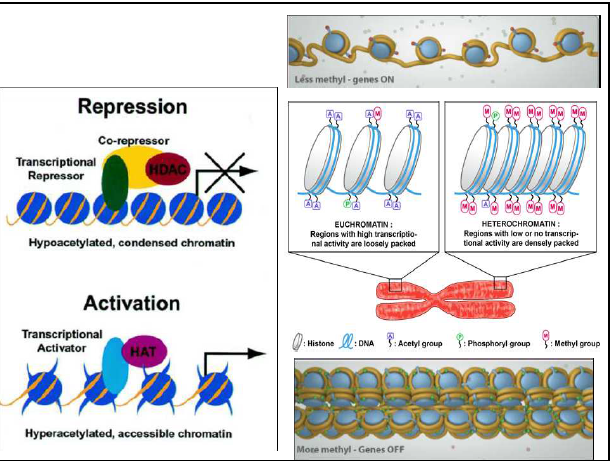 Less methyl - genes ON
Repression
Co-repressor
Transcriptional
Repressor
HDAC
Hypoacetylated, condensed chromatin
Activation
Transcriptional
Activator
HAT
Hyperacetylated, accessible chromatin
A A A M A A
A A P A A A
EUCHROMATIN :
Regions with high transcriptio-
nal activity are loosely packed
M P M M M M M M M M
M M A M M M M M M
HETEROCHROMATIN :
Regions with low or no transcrip-
tional activity are densely packed
: Histone
: DNA
A : Acetyl group
P : Phosphoryl group
M : Methyl group
More methyl - Genes OFF